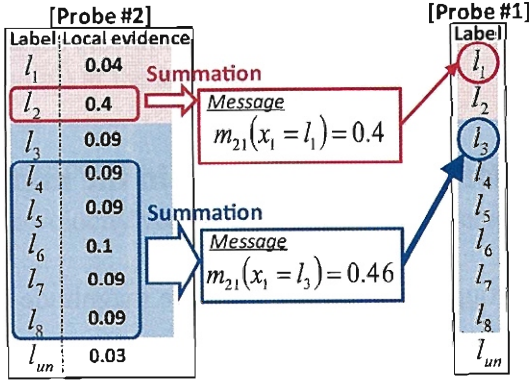 [Probe #2]
Label Local evidence
l₁ 0.04
l₂ 0.4
l₃ 0.09
l₄ 0.09
l₅ 0.09
l₆ 0.1
l₇ 0.09
l₈ 0.09
lᵤₙ 0.03
Summation
Message
m₂₁(x₁ = l₁) = 0.4
Summation
Message
m₂₁(x₁ = l₃) = 0.46
[Probe #1]
Label
l₁
l₂
l₃
l₄
l₅
l₆
l₇
l₈
lᵤₙ